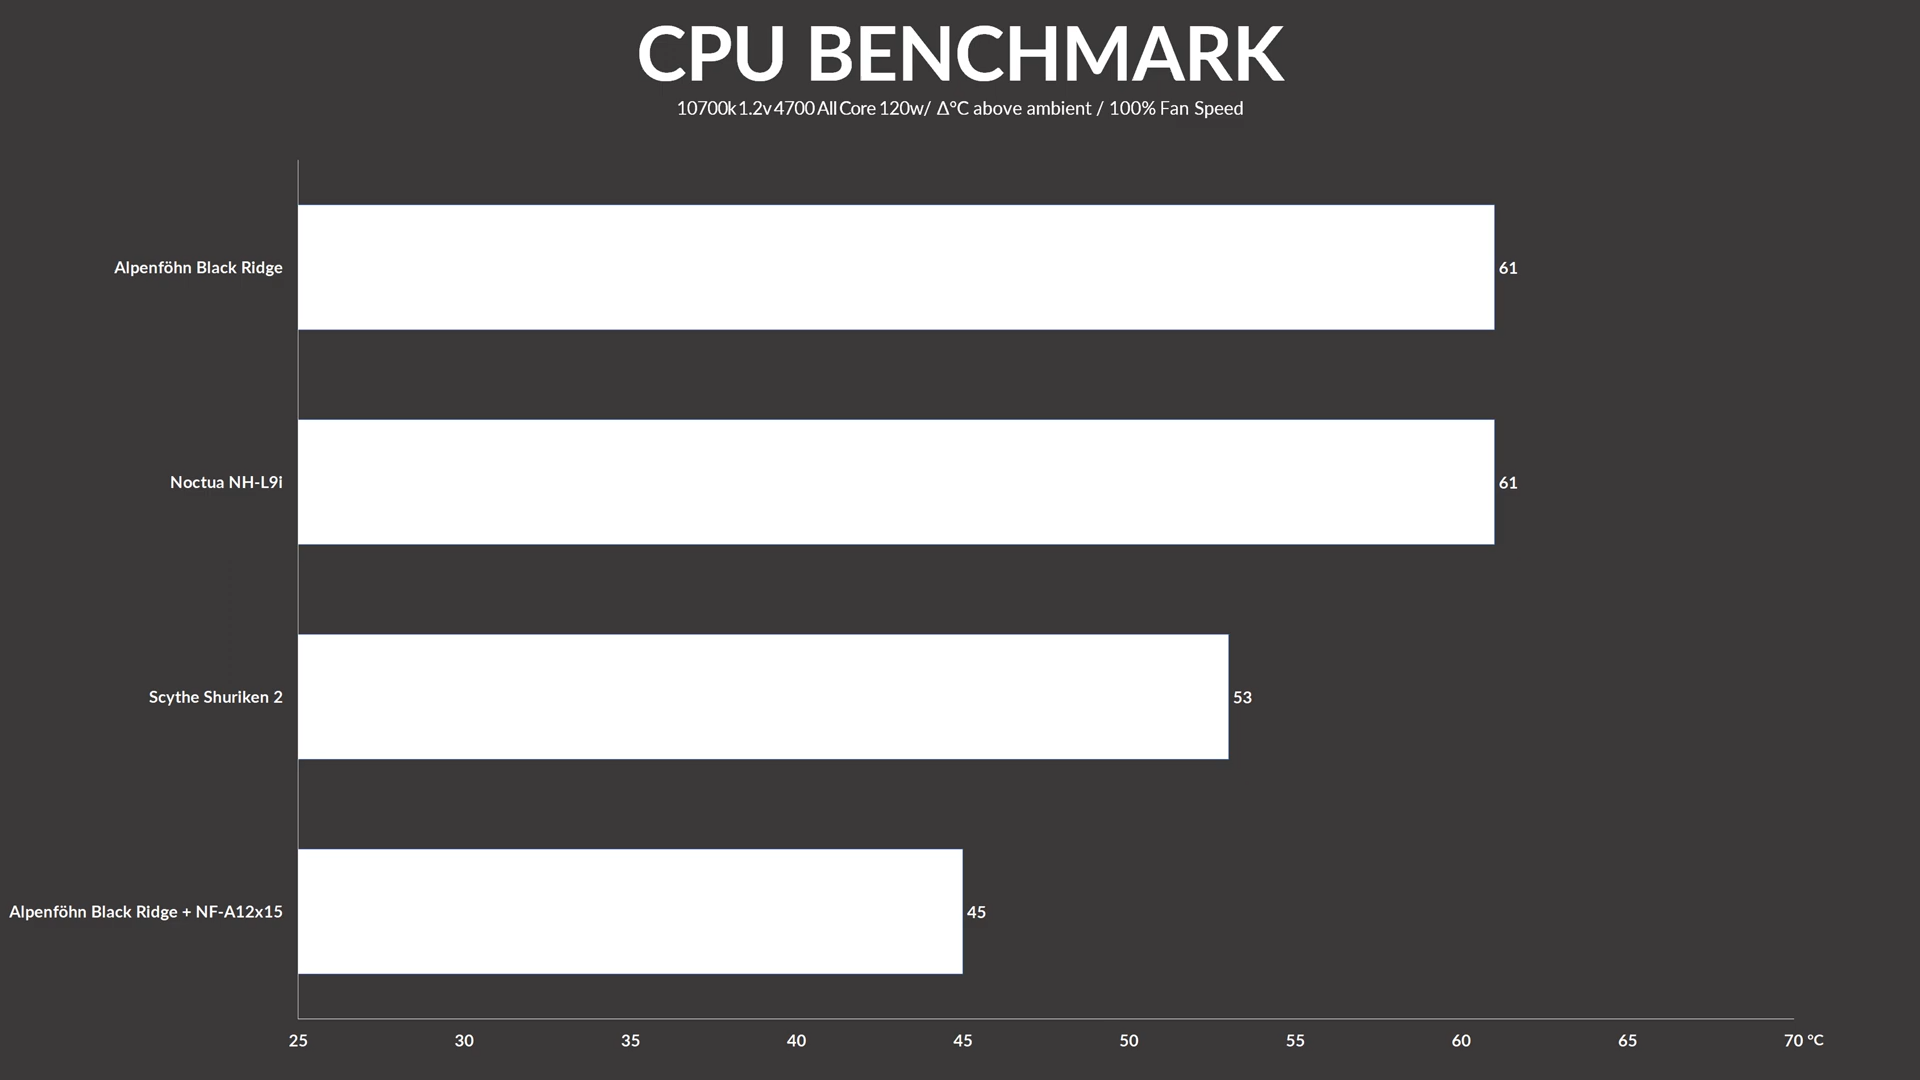 CPU BENCHMARK
10700k 1.2v 4700 All Core 120w/ Δ°C above ambient / 100% Fan Speed
Alpenföhn Black Ridge
61
Noctua NH-L9i
61
Scythe Shuriken 2
53
Alpenföhn Black Ridge + NF-A12x15
45
25 30 35 40 45 50 55 60 65 70 °C